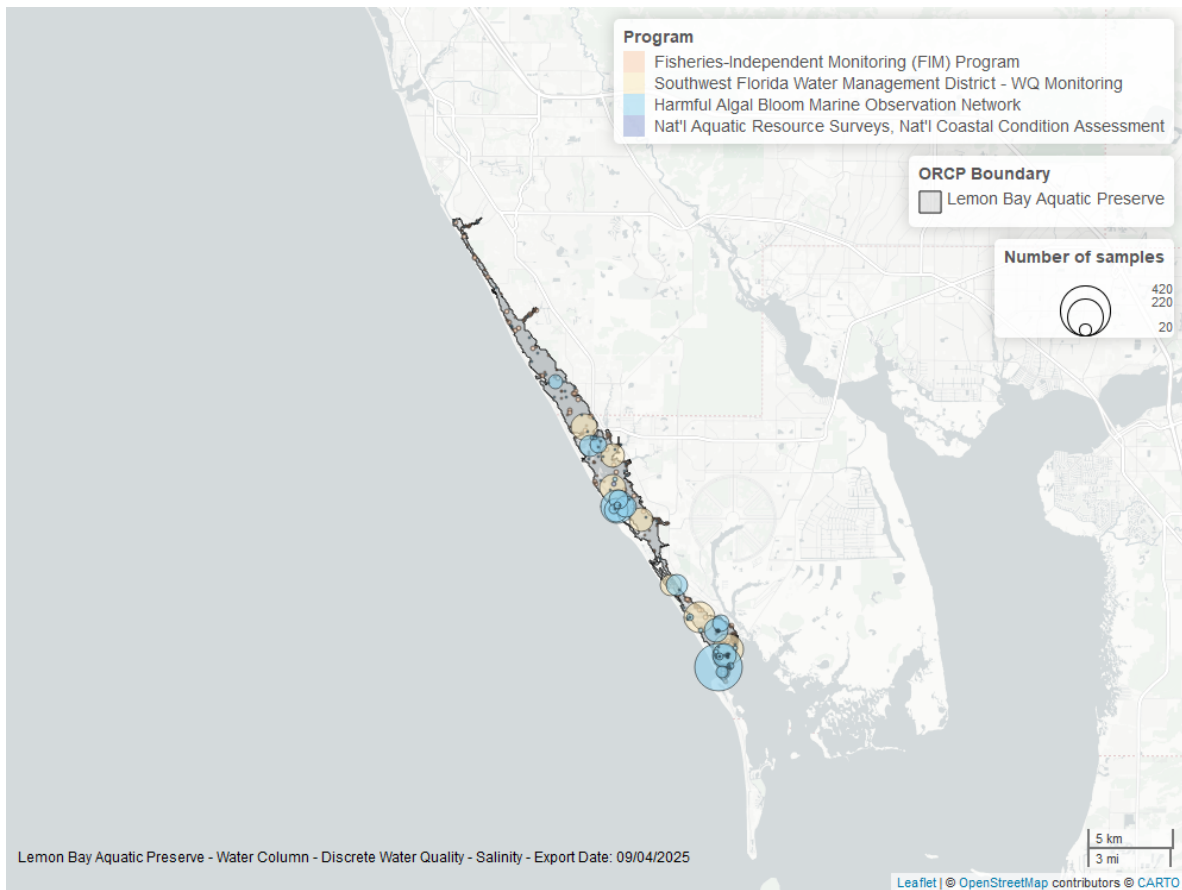 Program
Fisheries-Independent Monitoring (FIM) Program
Southwest Florida Water Management District - WQ Monitoring
Harmful Algal Bloom Marine Observation Network
Nat'l Aquatic Resource Surveys, Nat'l Coastal Condition Assessment
ORCP Boundary
Lemon Bay Aquatic Preserve
Number of samples
420
220
20
5 km
3 mi
Lemon Bay Aquatic Preserve - Water Column - Discrete Water Quality - Salinity - Export Date: 09/04/2025
Leaflet | © OpenStreetMap contributors © CARTO